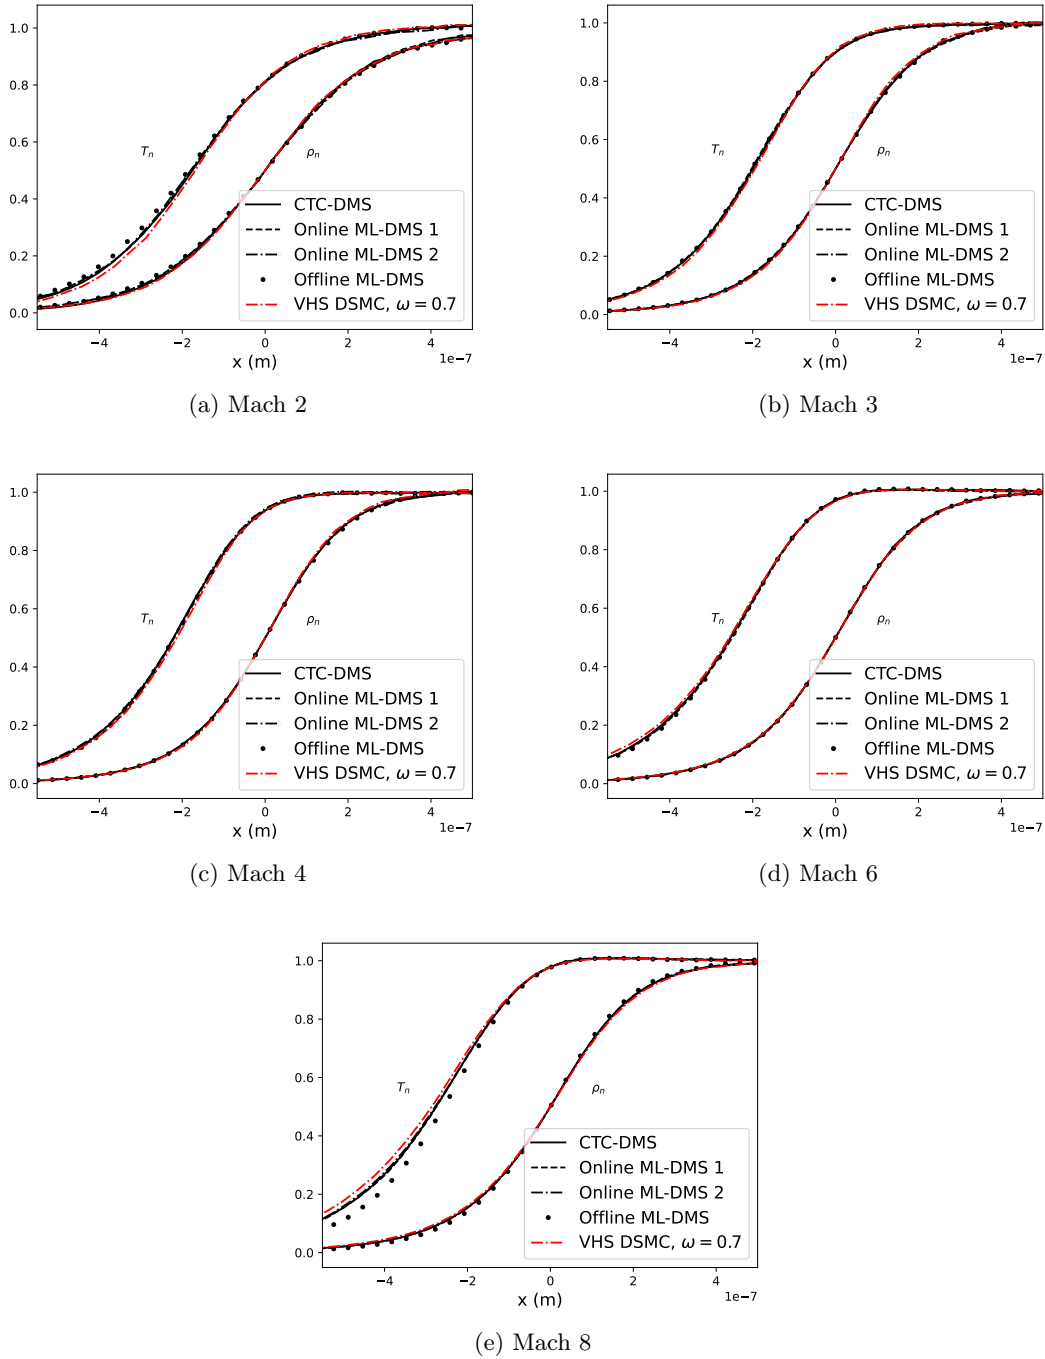 1.0
0.8
0.6
0.4
0.2
0.0
Tn
ρn
CTC-DMS
Online ML-DMS 1
Online ML-DMS 2
Offline ML-DMS
VHS DSMC, ω = 0.7
−4 −2 0 2 4
1e−7
x (m)
(a) Mach 2
1.0
0.8
0.6
0.4
0.2
0.0
Tn
ρn
CTC-DMS
Online ML-DMS 1
Online ML-DMS 2
Offline ML-DMS
VHS DSMC, ω = 0.7
−4 −2 0 2 4
1e−7
x (m)
(b) Mach 3
1.0
0.8
0.6
0.4
0.2
0.0
Tn
ρn
CTC-DMS
Online ML-DMS 1
Online ML-DMS 2
Offline ML-DMS
VHS DSMC, ω = 0.7
−4 −2 0 2 4
1e−7
x (m)
(c) Mach 4
1.0
0.8
0.6
0.4
0.2
0.0
Tn
ρn
CTC-DMS
Online ML-DMS 1
Online ML-DMS 2
Offline ML-DMS
VHS DSMC, ω = 0.7
−4 −2 0 2 4
1e−7
x (m)
(d) Mach 6
1.0
0.8
0.6
0.4
0.2
0.0
Tn
ρn
CTC-DMS
Online ML-DMS 1
Online ML-DMS 2
Offline ML-DMS
VHS DSMC, ω = 0.7
−4 −2 0 2 4
1e−7
x (m)
(e) Mach 8